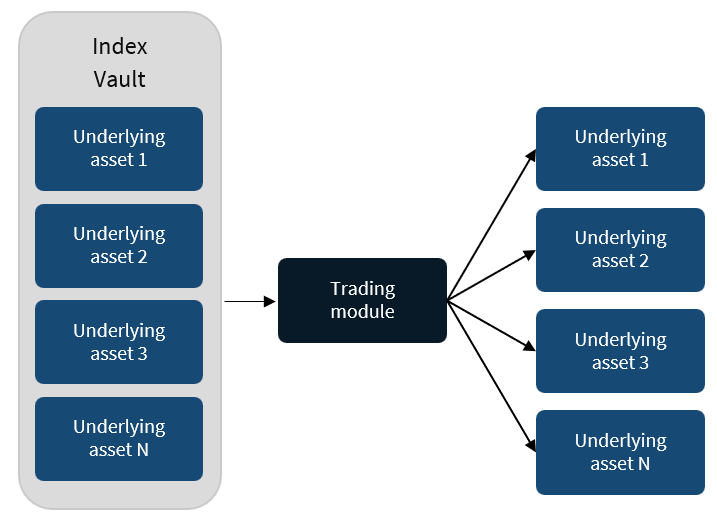 Index
Vault
Underlying
asset 1
Underlying
asset 2
Underlying
asset 3
Underlying
asset N
Trading
module
Underlying
asset 1
Underlying
asset 2
Underlying
asset 3
Underlying
asset N